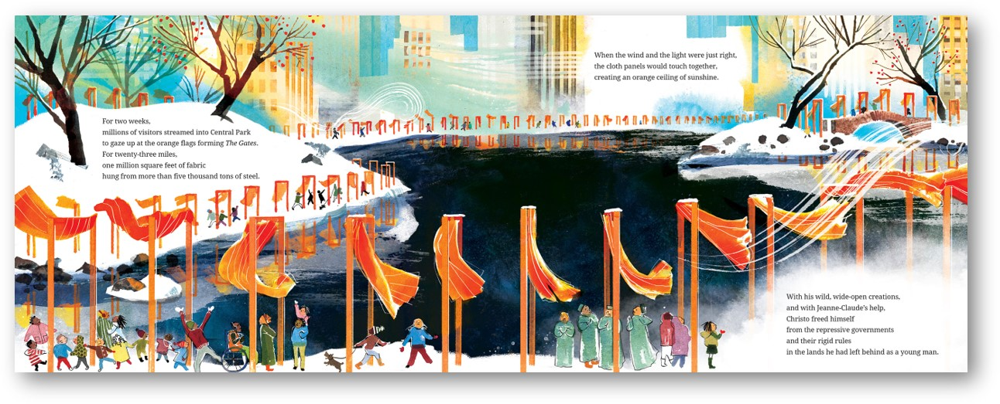 For two weeks,
millions of visitors streamed into Central Park
to gaze up at the orange flags forming The Gates.
For twenty-three miles,
one million square feet of fabric
hung from more than five thousand tons of steel.
When the wind and the light were just right,
the cloth panels would touch together,
creating an orange ceiling of sunshine.
With his wild, wide-open creations,
and with Jeanne-Claude's help,
Christo freed himself
from the repressive governments
and their rigid rules
in the lands he had left behind as a young man.